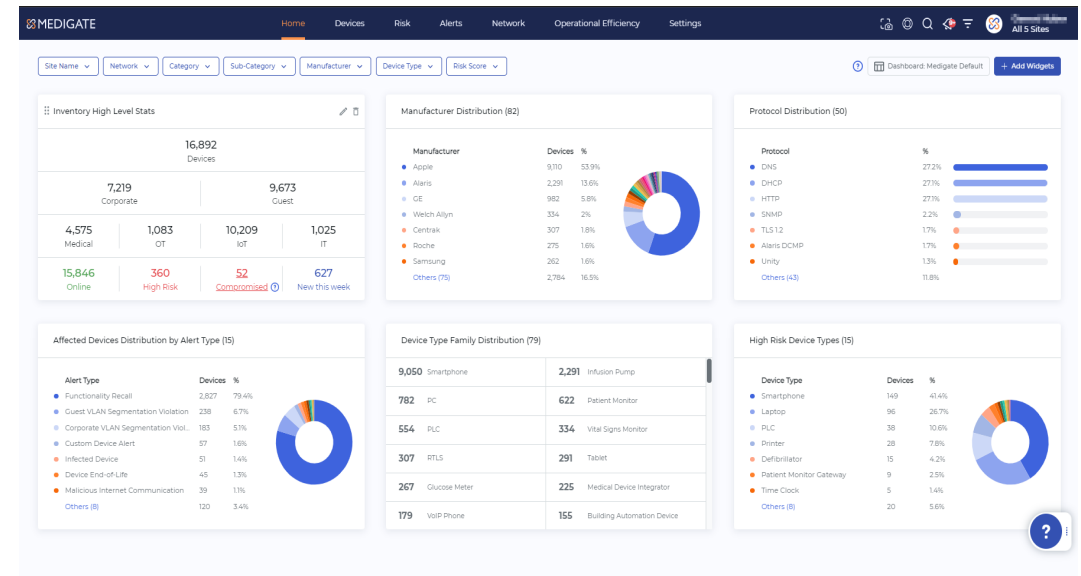 MEDIGATE
Home Devices Risk Alerts Network Operational Efficiency Settings
All 5 Sites
Site Name Network Category Sub-Category Manufacturer Device Type Risk Score
? Dashboard: Medigate Default + Add Widgets
Inventory High Level Stats
16,892
Devices
7,219 9,673
Corporate Guest
4,575 1,083 10,209 1,025
Medical OT IoT IT
15,846 360 52 627
Online High Risk Compromised ? New this week
Manufacturer Distribution (82)
Manufacturer Devices %
Apple 9,110 53.9%
Alaris 2,291 13.6%
GE 982 5.8%
Welch Allyn 334 2%
Centrak 307 1.8%
Roche 275 1.6%
Samsung 262 1.6%
Others (75) 2,784 16.5%
Protocol Distribution (50)
Protocol %
DNS 27.2%
DHCP 27.1%
HTTP 27.1%
SNMP 2.2%
TLS 1.2 1.7%
Alaris DCMP 1.7%
Unity 1.3%
Others (43) 11.8%
Affected Devices Distribution by Alert Type (15)
Alert Type Devices %
Functionality Recall 2,827 79.4%
Guest VLAN Segmentation Violation 238 6.7%
Corporate VLAN Segmentation Viol... 183 5.1%
Custom Device Alert 57 1.6%
Infected Device 51 1.4%
Device End-of-Life 45 1.3%
Malicious Internet Communication 39 1.1%
Others (8) 120 3.4%
Device Type Family Distribution (79)
9,050 Smartphone 2,291 Infusion Pump
782 PC 622 Patient Monitor
554 PLC 334 Vital Signs Monitor
307 RTLS 291 Tablet
267 Glucose Meter 225 Medical Device Integrator
179 VoIP Phone 155 Building Automation Device
High Risk Device Types (15)
Device Type Devices %
Smartphone 149 41.4%
Laptop 96 26.7%
PLC 38 10.6%
Printer 28 7.8%
Defibrillator 15 4.2%
Patient Monitor Gateway 9 2.5%
Time Clock 5 1.4%
Others (8) 20 5.6%
?